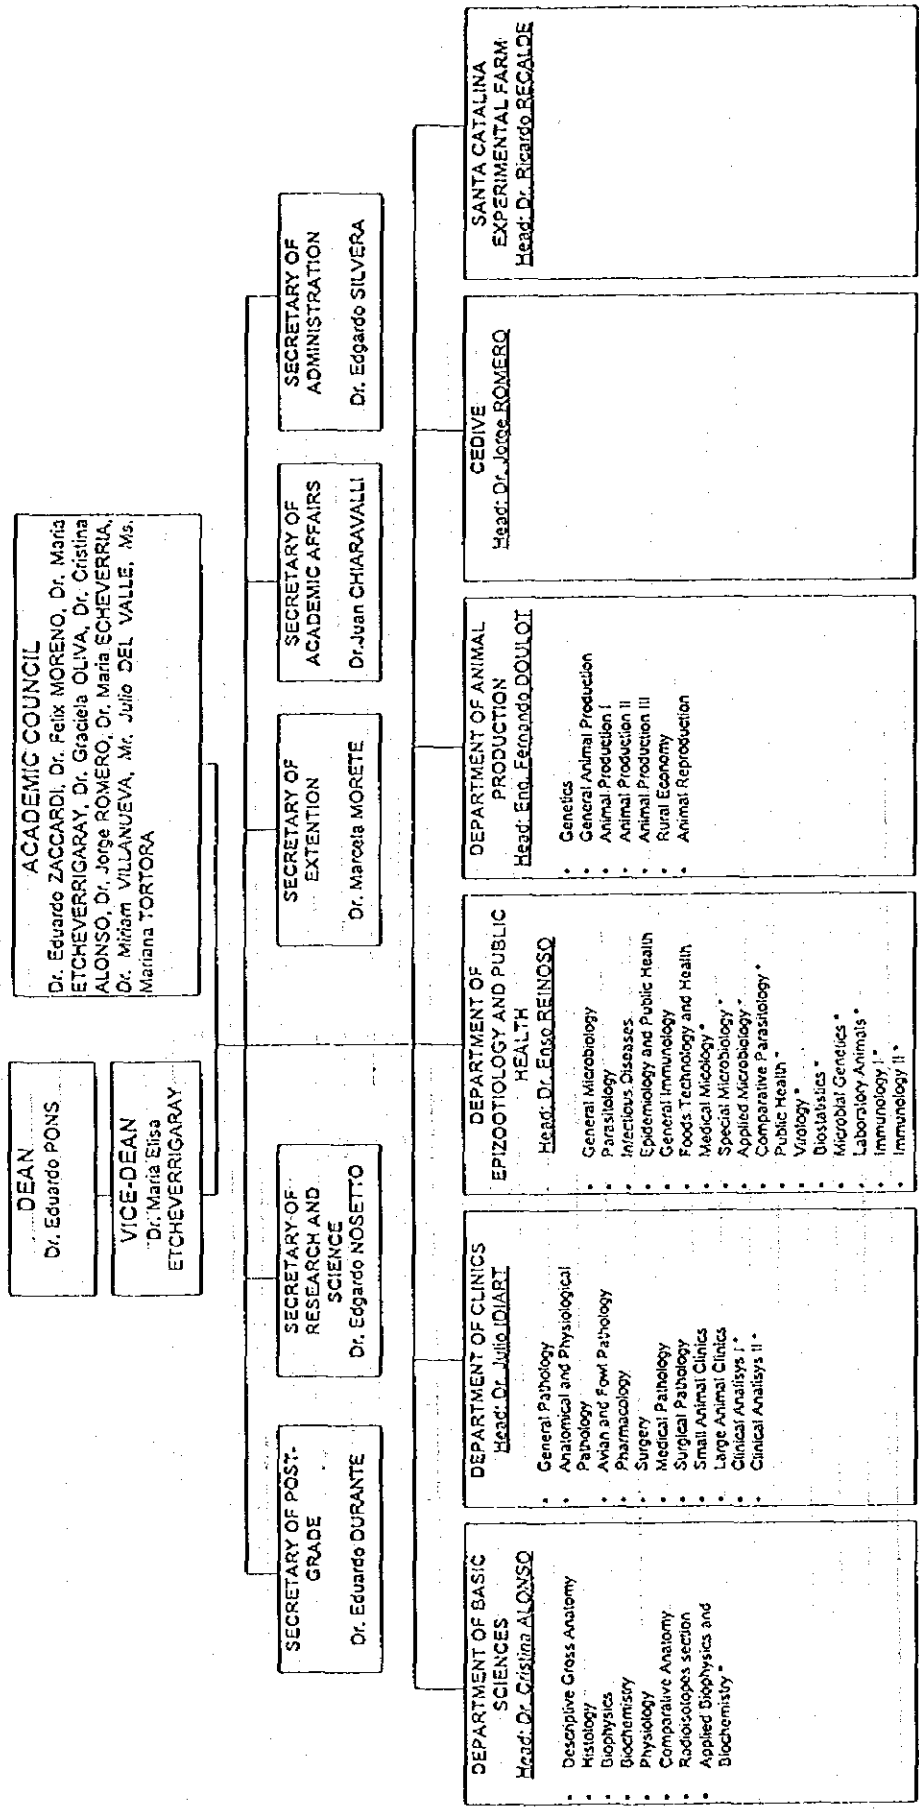 DEAN
Dr. Eduardo PONS
VICE-DEAN
Dr. Maria Elisa
ETCHEVERRIGARAY
ACADEMIC COUNCIL
Dr. Eduardo ZACCARDI, Dr. Felix MORENO, Dr. Maria
ETCHEVERRIGARAY, Dr. Graciela OLIVA, Dr. Cristina
ALONSO, Dr. Jorge ROMERO, Dr. Maria ECHEVERRIA,
Dr. Miriam VILLANUEVA, Mr. Julio DEL VALLE, Ms.
Mariana TORTORA
SECRETARY OF POST-
GRADE
Dr. Eduardo DURANTE
SECRETARY OF
RESEARCH AND
SCIENCE
Dr. Edgardo NOSETTO
SECRETARY OF
EXTENTION
Dr. Marcela MORETE
SECRETARY OF
ACADEMIC AFFAIRS
Dr.Juan CHIARAVALLI
SECRETARY OF
ADMINISTRATION
Dr. Edgardo SILVERA
DEPARTMENT OF BASIC
SCIENCES
Head: Dr. Cristina ALONSO
• Descriptive Gross Anatomy
• Histology
• Biophysics
• Biochemistry
• Physiology
• Comparative Anatomy
• Radioisotopes section
• Applied Biophysics and
Biochemistry *
DEPARTMENT OF CLINICS
Head: Dr. Julio IDIART
• General Pathology
• Anatomical and Physiological
Pathology
• Avian and Fowl Pathology
• Pharmacology
• Surgery
• Medical Pathology
• Surgical Pathology
• Small Animal Clinics
• Large Animal Clinics
• Clinical Analisys I *
• Clinical Analisys II *
DEPARTMENT OF
EPIZOOTIOLOGY AND PUBLIC
HEALTH
Head: Dr. Enso REINOSO
• General Microbiology
• Parasitology
• Infectious Diseases
• Epidemiology and Public Health
• General Immunology
• Foods Technology and Health
• Medical Micology *
• Special Microbiology *
• Applied Microbiology *
• Comparative Parasitology *
• Public Health *
• Virology *
• Biostatistics *
• Microbial Genetics *
• Laboratory Animals *
• Immunology I *
• Immunology II *
DEPARTMENT OF ANIMAL
PRODUCTION
Head: Eng. Fernando DOULOT
• Genetics
• General Animal Production
• Animal Production I
• Animal Production II
• Animal Production III
• Rural Economy
• Animal Reproduction
CEDIVE
Head: Dr. Jorge ROMERO
SANTA CATALINA
EXPERIMENTAL FARM
Head: Dr. Ricardo RECALDE